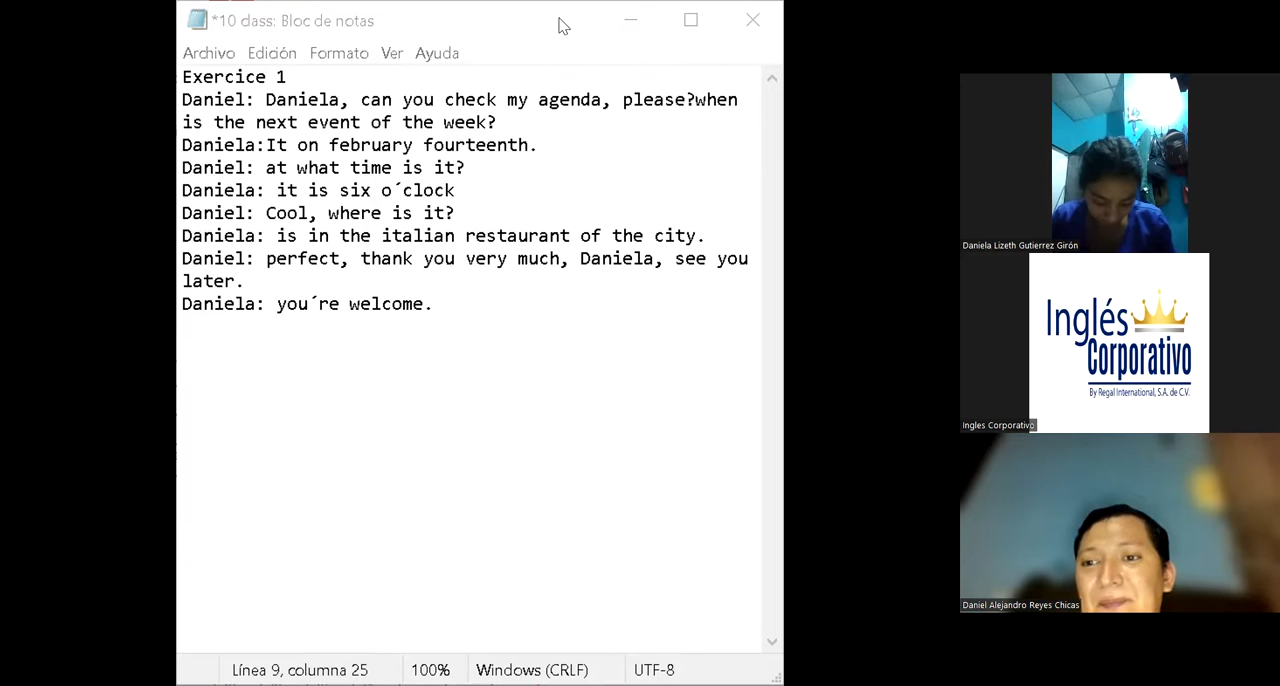 *10 class: Bloc de notas
Archivo Edición Formato Ver Ayuda
Exercice 1
Daniel: Daniela, can you check my agenda, please?when
is the next event of the week?
Daniela:It on february fourteenth.
Daniel: at what time is it?
Daniela: it is six o´clock
Daniel: Cool, where is it?
Daniela: is in the italian restaurant of the city.
Daniel: perfect, thank you very much, Daniela, see you
later.
Daniela: you´re welcome.
Línea 9, columna 25 100% Windows (CRLF) UTF-8
Daniela Lizeth Gutierrez Girón
Inglés
Corporativo
By Regal International, S.A. de C.V.
Ingles Corporativo
Daniel Alejandro Reyes Chicas